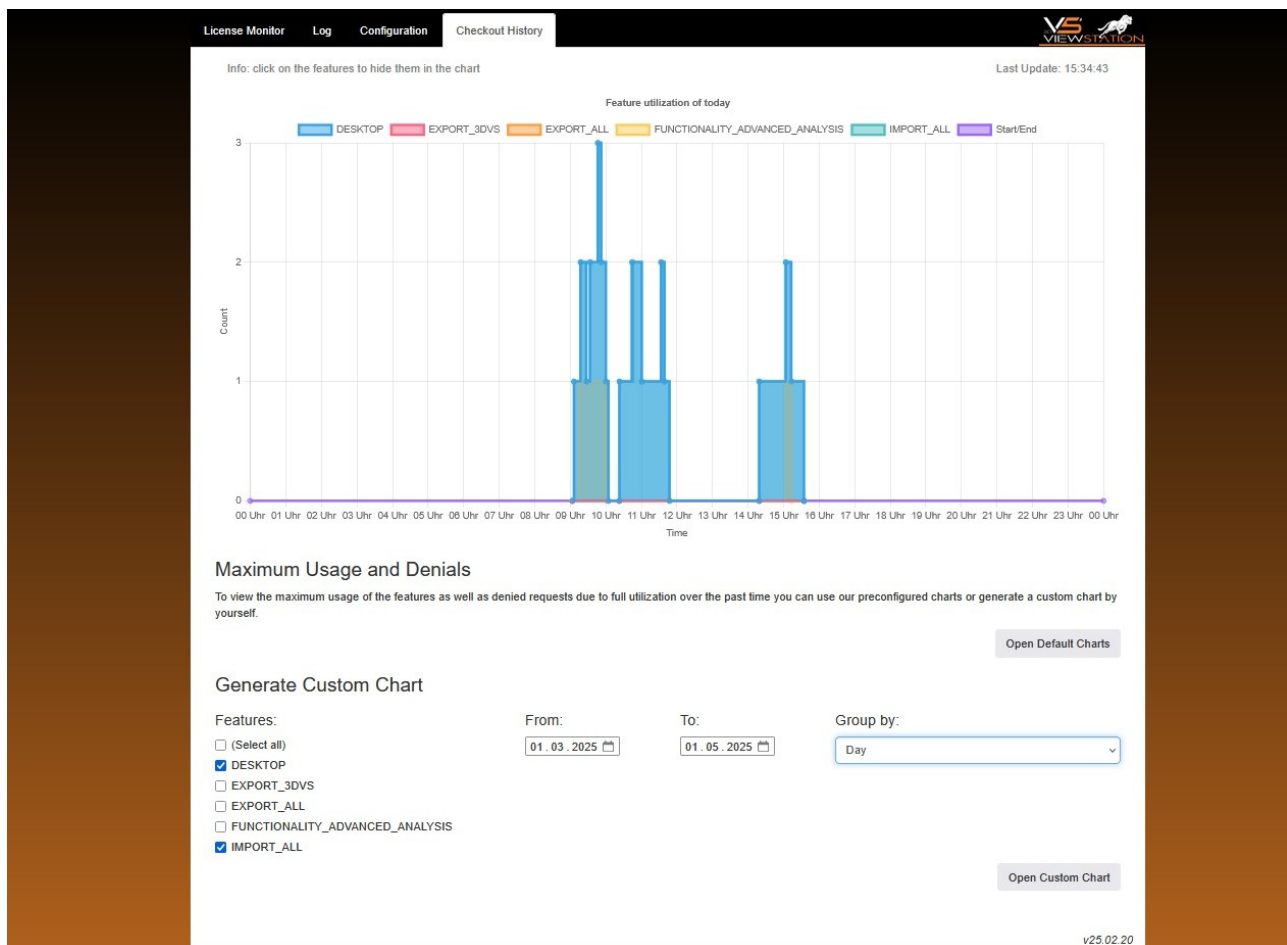 License Monitor Log Configuration Checkout History
VS
VIEWSTATION
Info: click on the features to hide them in the chart
Last Update: 15:34:43
Feature utilization of today
DESKTOP EXPORT_3DVS EXPORT_ALL FUNCTIONALITY_ADVANCED_ANALYSIS IMPORT_ALL Start/End
3
2
1
0
Count
00 Uhr 01 Uhr 02 Uhr 03 Uhr 04 Uhr 05 Uhr 06 Uhr 07 Uhr 08 Uhr 09 Uhr 10 Uhr 11 Uhr 12 Uhr 13 Uhr 14 Uhr 15 Uhr 16 Uhr 17 Uhr 18 Uhr 19 Uhr 20 Uhr 21 Uhr 22 Uhr 23 Uhr 00 Uhr
Time
Maximum Usage and Denials
To view the maximum usage of the features as well as denied requests due to full utilization over the past time you can use our preconfigured charts or generate a custom chart by
yourself.
Open Default Charts
Generate Custom Chart
Features:
(Select all)
DESKTOP
EXPORT_3DVS
EXPORT_ALL
FUNCTIONALITY_ADVANCED_ANALYSIS
IMPORT_ALL
From:
01.03.2025
To:
01.05.2025
Group by:
Day
Open Custom Chart
v25.02.20